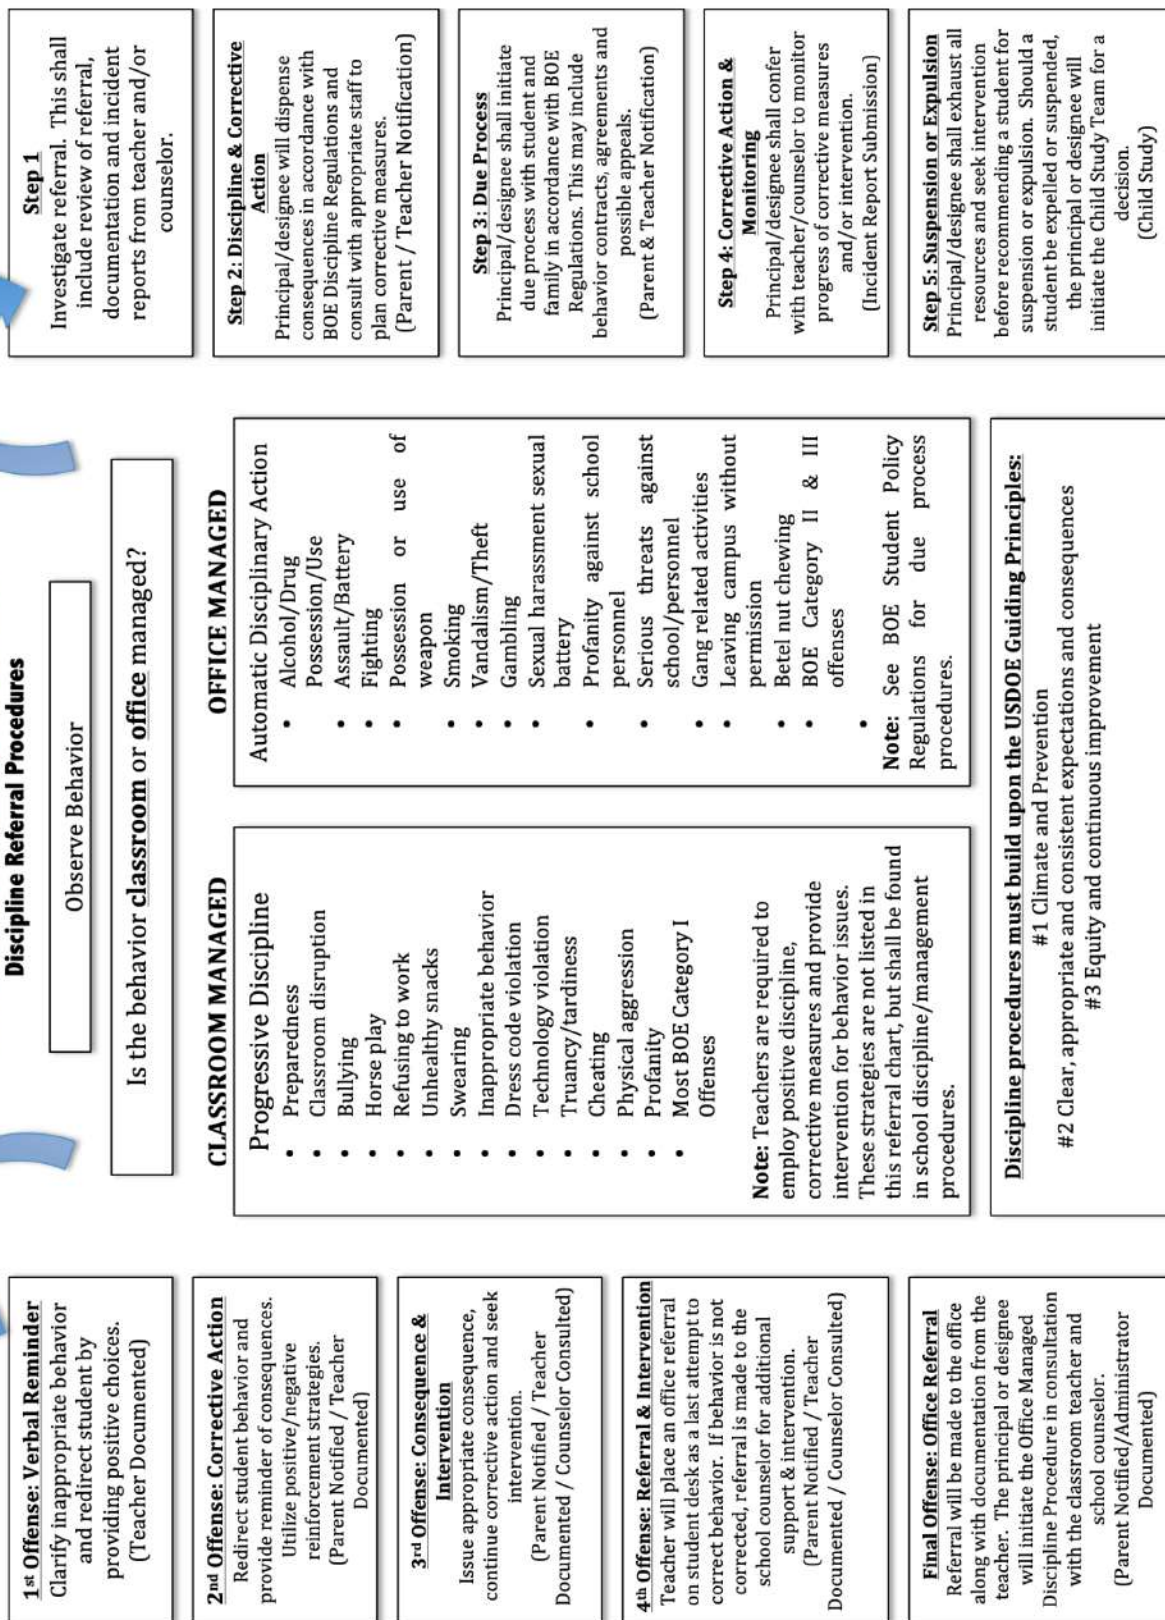 Discipline Referral Procedures
Observe Behavior
Is the behavior classroom or office managed?
1st Offense: Verbal Reminder
Clarify inappropriate behavior
and redirect student by
providing positive choices.
(Teacher Documented)
2nd Offense: Corrective Action
Redirect student behavior and
provide reminder of consequences.
Utilize positive/negative
reinforcement strategies.
(Parent Notified / Teacher
Documented)
3rd Offense: Consequence &
Intervention
Issue appropriate consequence,
continue corrective action and seek
intervention.
(Parent Notified / Teacher
Documented / Counselor Consulted)
4th Offense: Referral & Intervention
Teacher will place an office referral
on student desk as a last attempt to
correct behavior. If behavior is not
corrected, referral is made to the
school counselor for additional
support & intervention.
(Parent Notified / Teacher
Documented / Counselor Consulted)
Final Offense: Office Referral
Referral will be made to the office
along with documentation from the
teacher. The principal or designee
will initiate the Office Managed
Discipline Procedure in consultation
with the classroom teacher and
school counselor.
(Parent Notified/Administrator
Documented)
CLASSROOM MANAGED
Progressive Discipline
• Preparedness
• Classroom disruption
• Bullying
• Horse play
• Refusing to work
• Unhealthy snacks
• Swearing
• Inappropriate behavior
• Dress code violation
• Technology violation
• Truancy/tardiness
• Cheating
• Physical aggression
• Profanity
• Most BOE Category I
Offenses
Note: Teachers are required to
employ positive discipline,
corrective measures and provide
intervention for behavior issues.
These strategies are not listed in
this referral chart, but shall be found
in school discipline/management
procedures.
OFFICE MANAGED
Automatic Disciplinary Action
• Alcohol/Drug
Possession/Use
• Assault/Battery
• Fighting
• Possession or use of
weapon
• Smoking
• Vandalism/Theft
• Gambling
• Sexual harassment sexual
battery
• Profanity against school
personnel
• Serious threats against
school/personnel
• Gang related activities
• Leaving campus without
permission
• Betel nut chewing
• BOE Category II & III
offenses
•
Note: See BOE Student Policy
Regulations for due process
procedures.
Discipline procedures must build upon the USDOE Guiding Principles:
#1 Climate and Prevention
#2 Clear, appropriate and consistent expectations and consequences
#3 Equity and continuous improvement
Step 1
Investigate referral. This shall
include review of referral,
documentation and incident
reports from teacher and/or
counselor.
Step 2: Discipline & Corrective
Action
Principal/designee will dispense
consequences in accordance with
BOE Discipline Regulations and
consult with appropriate staff to
plan corrective measures.
(Parent / Teacher Notification)
Step 3: Due Process
Principal/designee shall initiate
due process with student and
family in accordance with BOE
Regulations. This may include
behavior contracts, agreements and
possible appeals.
(Parent & Teacher Notification)
Step 4: Corrective Action &
Monitoring
Principal/designee shall confer
with teacher/counselor to monitor
progress of corrective measures
and/or intervention.
(Incident Report Submission)
Step 5: Suspension or Expulsion
Principal/designee shall exhaust all
resources and seek intervention
before recommending a student for
suspension or expulsion. Should a
student be expelled or suspended,
the principal or designee will
initiate the Child Study Team for a
decision.
(Child Study)